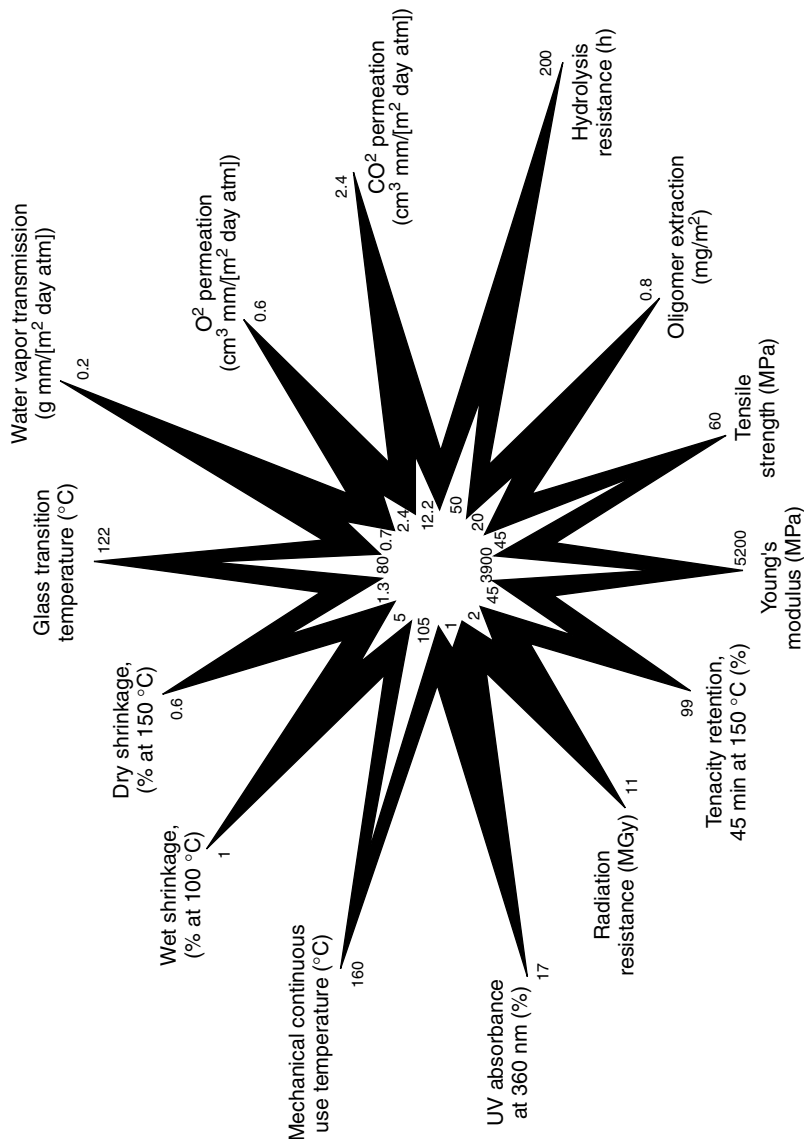 Glass transition
temperature (°C)
122
Water vapor transmission
(g mm/[m² day atm])
0.2
O² permeation
(cm³ mm/[m² day atm])
0.6
CO² permeation
(cm³ mm/[m² day atm])
2.4
Hydrolysis
resistance (h)
200
Oligomer extraction
(mg/m²)
0.8
Tensile
strength (MPa)
60
Young's
modulus (MPa)
5200
Tenacity retention,
45 min at 150 °C (%)
99
Radiation
resistance (MGy)
11
UV absorbance
at 360 nm (%)
17
Mechanical continuous
use temperature (°C)
160
Wet shrinkage,
(% at 100 °C)
1
Dry shrinkage,
(% at 150 °C)
0.6
80
0.7
2.4
12.2
50
20
45
3900
45
2
1
105
5
1.3